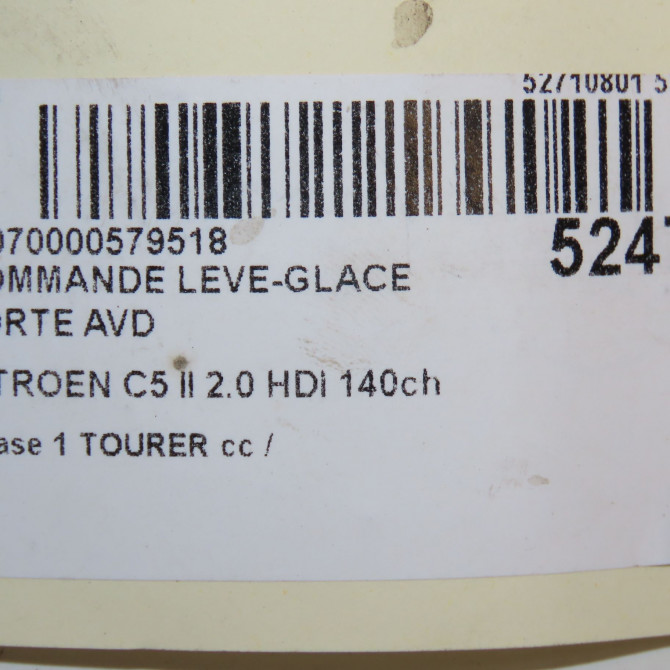 52710801 5
070000579518
5247
OMMANDE LEVE-GLACE
ORTE AVD
TROEN C5 II 2.0 HDI 140ch
ase 1 TOURER cc /